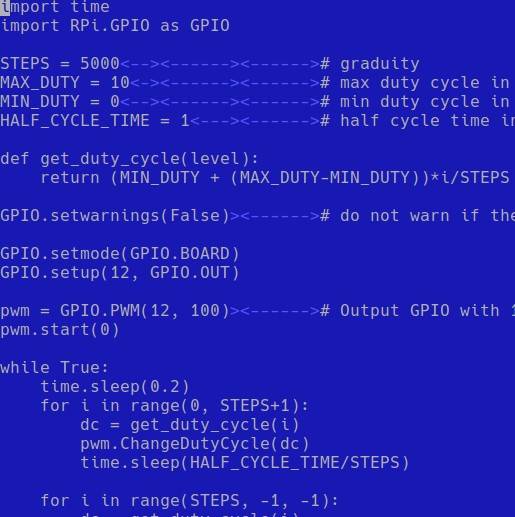 import time
import RPi.GPIO as GPIO
STEPS = 5000<--><------><------># graduity
MAX_DUTY = 10<-><------><------># max duty cycle in
MIN_DUTY = 0<--><------><------># min duty cycle in
HALF_CYCLE_TIME = 1<---><------># half cycle time in
def get_duty_cycle(level):
    return (MIN_DUTY + (MAX_DUTY-MIN_DUTY))*i/STEPS
GPIO.setwarnings(False)><------># do not warn if the
GPIO.setmode(GPIO.BOARD)
GPIO.setup(12, GPIO.OUT)
pwm = GPIO.PWM(12, 100)><------># Output GPIO with 1
pwm.start(0)
while True:
    time.sleep(0.2)
    for i in range(0, STEPS+1):
        dc = get_duty_cycle(i)
        pwm.ChangeDutyCycle(dc)
        time.sleep(HALF_CYCLE_TIME/STEPS)
    for i in range(STEPS, -1, -1):
        dc = get_duty_cycle(i)